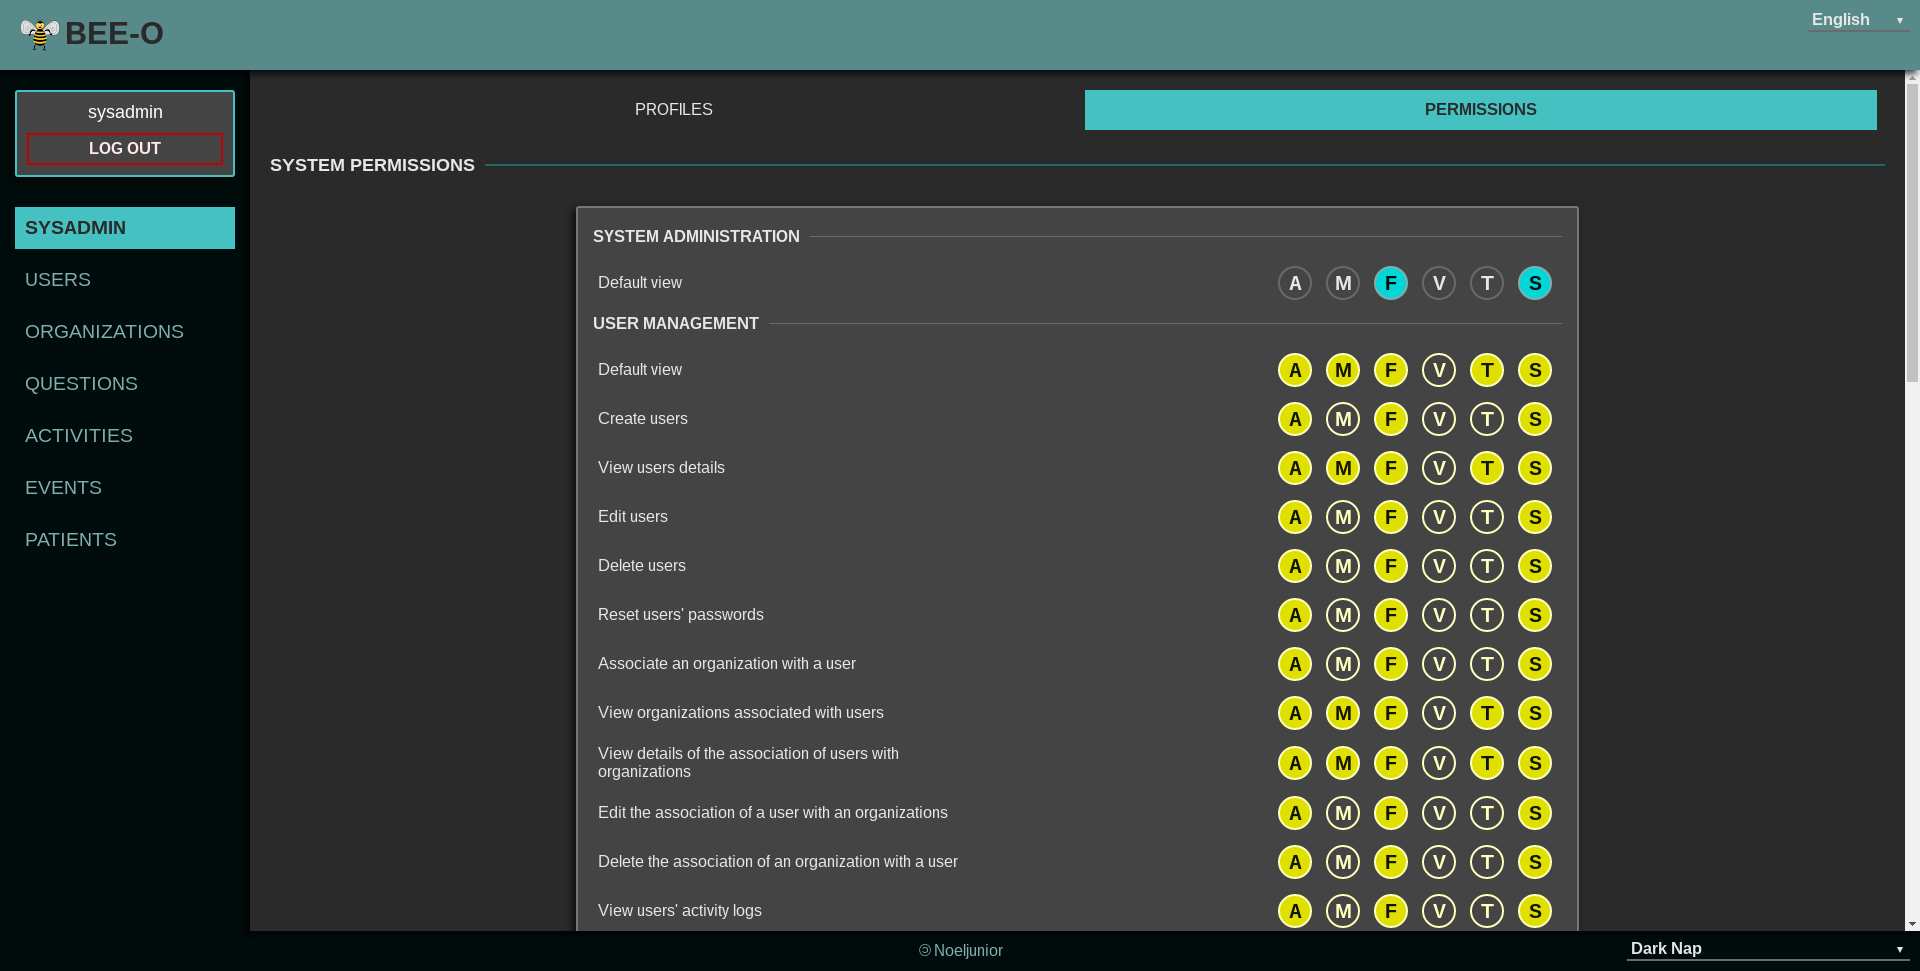 BEE-O
English
sysadmin
LOG OUT
SYSADMIN
USERS
ORGANIZATIONS
QUESTIONS
ACTIVITIES
EVENTS
PATIENTS
PROFILES
PERMISSIONS
SYSTEM PERMISSIONS
SYSTEM ADMINISTRATION
Default view A M F V T S
USER MANAGEMENT
Default view A M F V T S
Create users A M F V T S
View users details A M F V T S
Edit users A M F V T S
Delete users A M F V T S
Reset users' passwords A M F V T S
Associate an organization with a user A M F V T S
View organizations associated with users A M F V T S
View details of the association of users with
organizations A M F V T S
Edit the association of a user with an organizations A M F V T S
Delete the association of an organization with a user A M F V T S
View users' activity logs A M F V T S
Noeljunior
Dark Nap